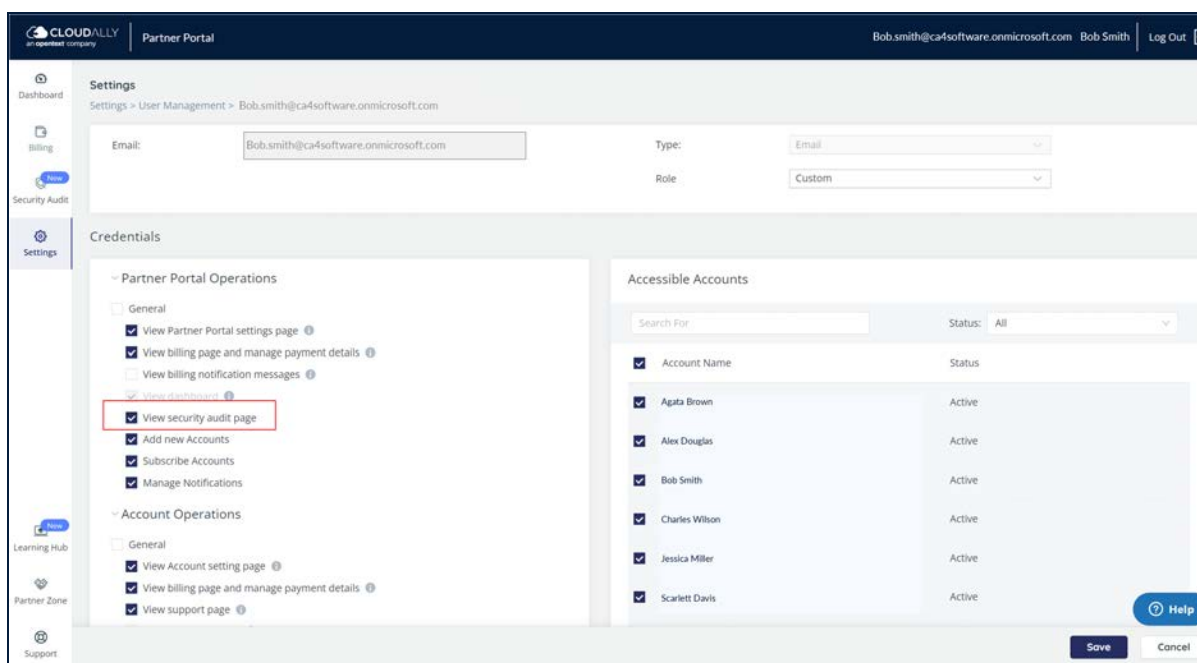 CLOUDALLY
an opentext company
Partner Portal
Bob.smith@ca4software.onmicrosoft.com Bob Smith
Log Out
Dashboard
Billing
New
Security Audit
Settings
Settings
Settings > User Management > Bob.smith@ca4software.onmicrosoft.com
Email: Bob.smith@ca4software.onmicrosoft.com
Type: Email
Role Custom
Credentials
Partner Portal Operations
General
View Partner Portal settings page
View billing page and manage payment details
View billing notification messages
View dashboard
View security audit page
Add new Accounts
Subscribe Accounts
Manage Notifications
Account Operations
General
View Account setting page
View billing page and manage payment details
View support page
Accessible Accounts
Search For Status: All
Account Name Status
Agata Brown Active
Alex Douglas Active
Bob Smith Active
Charles Wilson Active
Jessica Miller Active
Scarlett Davis Active
New
Learning Hub
Partner Zone
Support
Help
Save Cancel